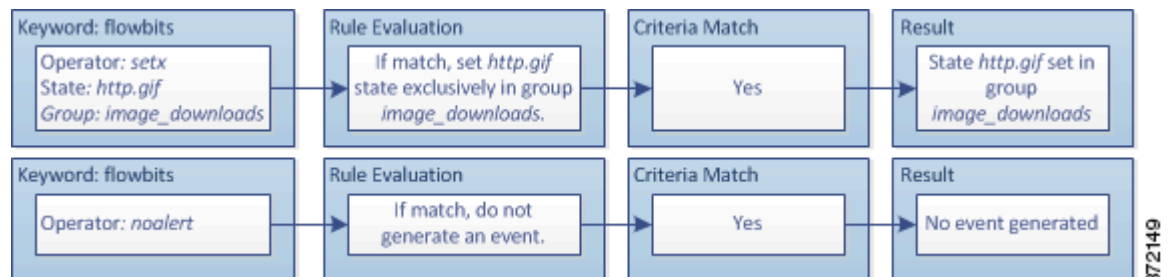 Keyword: flowbits
Operator: setx
State: http.gif
Group: image_downloads
Rule Evaluation
If match, set http.gif
state exclusively in group
image_downloads.
Criteria Match
Yes
Result
State http.gif set in
group
image_downloads
Keyword: flowbits
Operator: noalert
Rule Evaluation
If match, do not
generate an event.
Criteria Match
Yes
Result
No event generated
372149